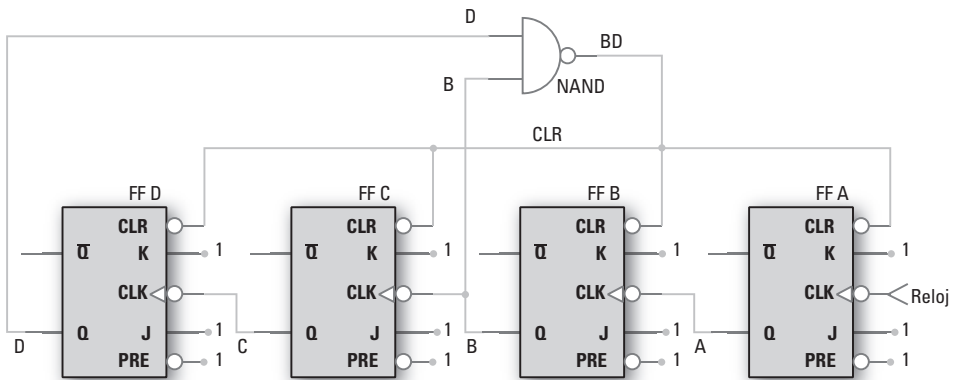 D
BD
B
NAND
CLR
FF D
FF C
FF B
FF A
CLR
CLR
CLR
CLR
Q̅ K 1
Q̅ K 1
Q̅ K 1
Q̅ K 1
CLK
CLK
CLK
CLK Reloj
D Q J 1
C Q J 1
B Q J 1
A Q J 1
PRE 1
PRE 1
PRE 1
PRE 1